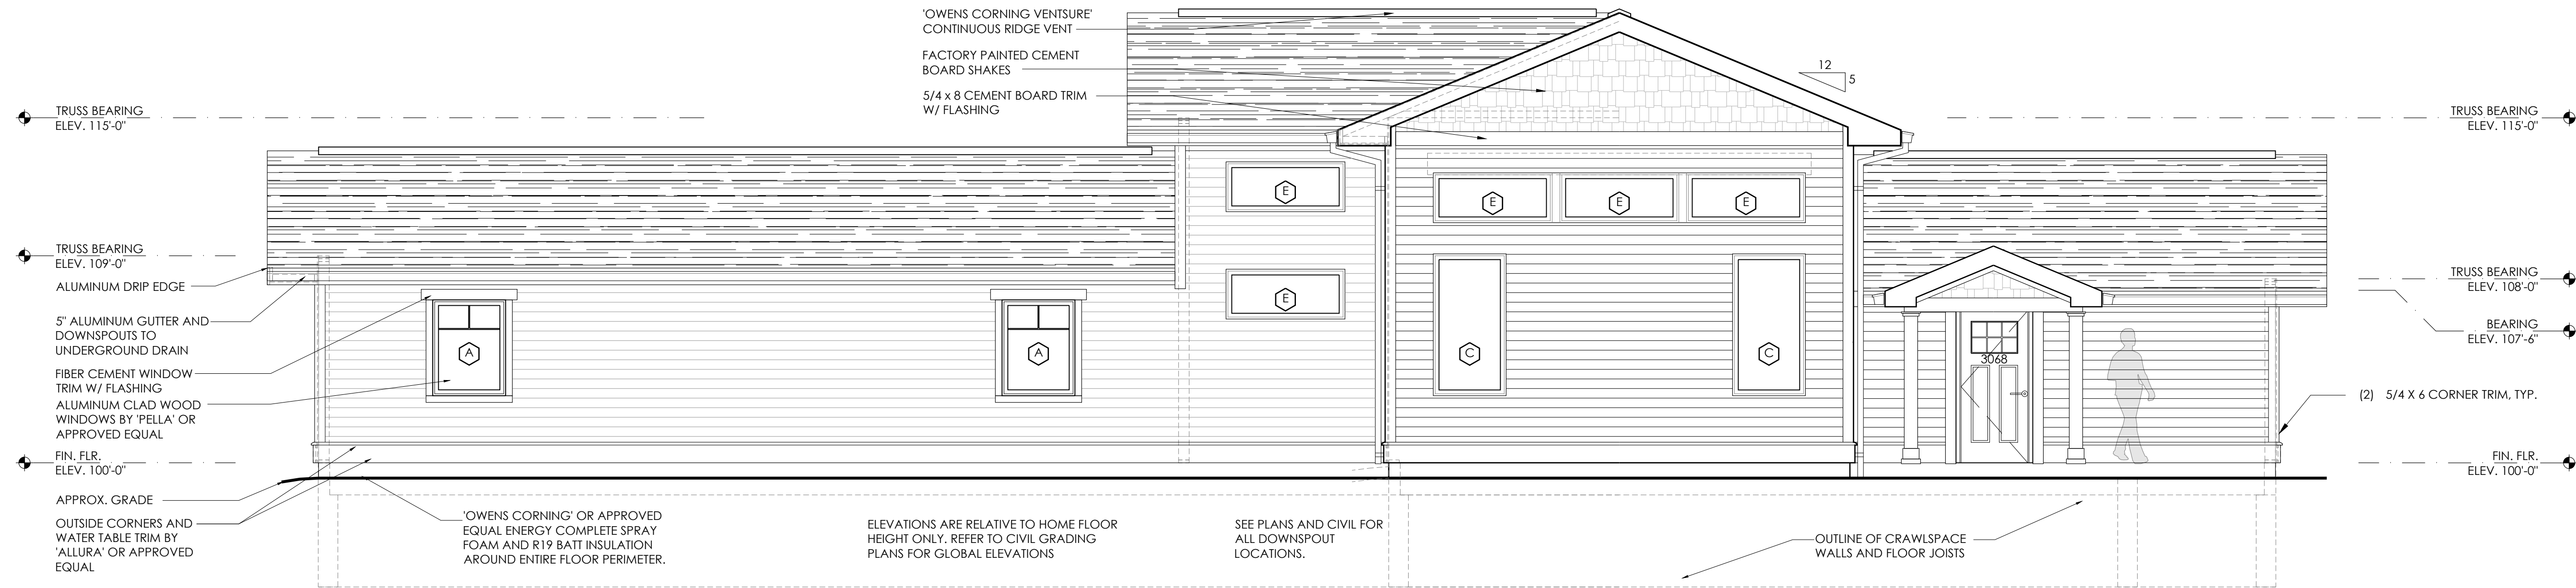 'OWENS CORNING VENTSURE'
CONTINUOUS RIDGE VENT
FACTORY PAINTED CEMENT
BOARD SHAKES
5/4 x 8 CEMENT BOARD TRIM
W/ FLASHING
12
5
TRUSS BEARING
ELEV. 115'-0"
TRUSS BEARING
ELEV. 109'-0"
ALUMINUM DRIP EDGE
5" ALUMINUM GUTTER AND
DOWNSPOUTS TO
UNDERGROUND DRAIN
FIBER CEMENT WINDOW
TRIM W/ FLASHING
ALUMINUM CLAD WOOD
WINDOWS BY 'PELLA' OR
APPROVED EQUAL
FIN. FLR.
ELEV. 100'-0"
APPROX. GRADE
OUTSIDE CORNERS AND
WATER TABLE TRIM BY
'ALLURA' OR APPROVED
EQUAL
A
A
E
E
E
E
E
C
C
3068
TRUSS BEARING
ELEV. 115'-0"
TRUSS BEARING
ELEV. 108'-0"
BEARING
ELEV. 107'-6"
(2) 5/4 X 6 CORNER TRIM, TYP.
FIN. FLR.
ELEV. 100'-0"
'OWENS CORNING' OR APPROVED
EQUAL ENERGY COMPLETE SPRAY
FOAM AND R19 BATT INSULATION
AROUND ENTIRE FLOOR PERIMETER.
ELEVATIONS ARE RELATIVE TO HOME FLOOR
HEIGHT ONLY. REFER TO CIVIL GRADING
PLANS FOR GLOBAL ELEVATIONS
SEE PLANS AND CIVIL FOR
ALL DOWNSPOUT
LOCATIONS.
OUTLINE OF CRAWLSPACE
WALLS AND FLOOR JOISTS